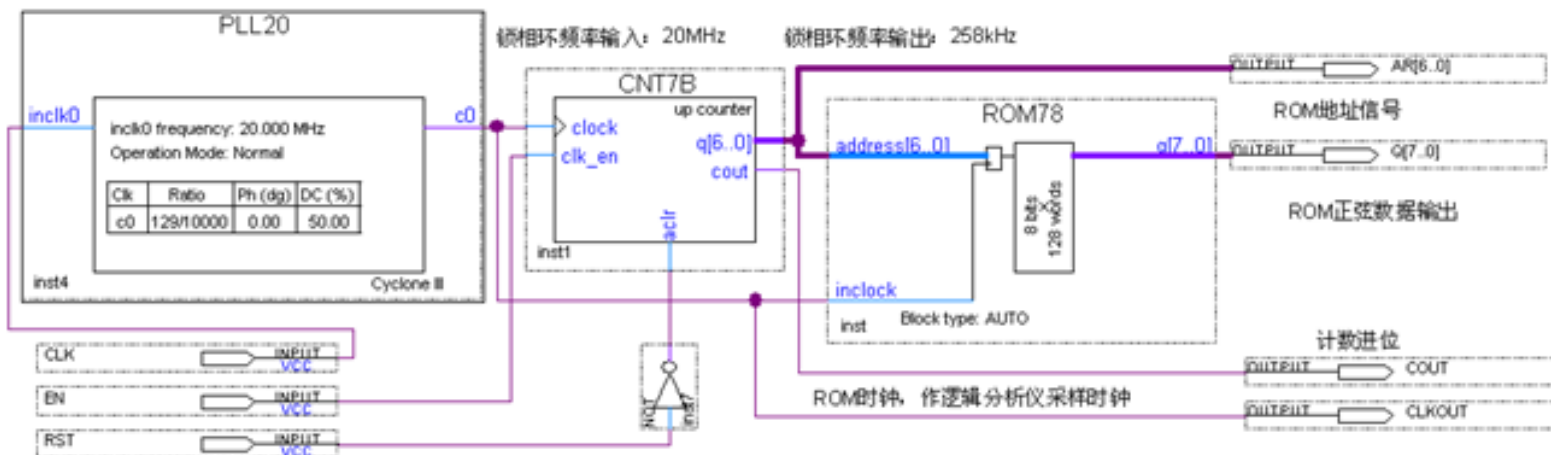 PLL20
锁相环频率输入：20MHz
锁相环频率输出：258kHz
OUTPUT AR[6..0]
CNT7B
up counter
ROM78
ROM地址信号
inclk0
c0
inclk0 frequency: 20.000 MHz
Operation Mode: Normal
clock
clk_en
q[6..0]
cout
address[6..0]
q[7..0]
OUTPUT Q[7..0]
Clk Ratio Ph (dg) DC (%)
c0 129/10000 0.00 50.00
aclr
8 bits
×
128 words
ROM正弦数据输出
inst1
inst4
Cyclone III
inclock
inst
Block type: AUTO
计数进位
CLK INPUT
VCC
OUTPUT COUT
EN INPUT
VCC
NOT
inst7
ROM时钟，作逻辑分析仪采样时钟
OUTPUT CLKOUT
RST INPUT
VCC